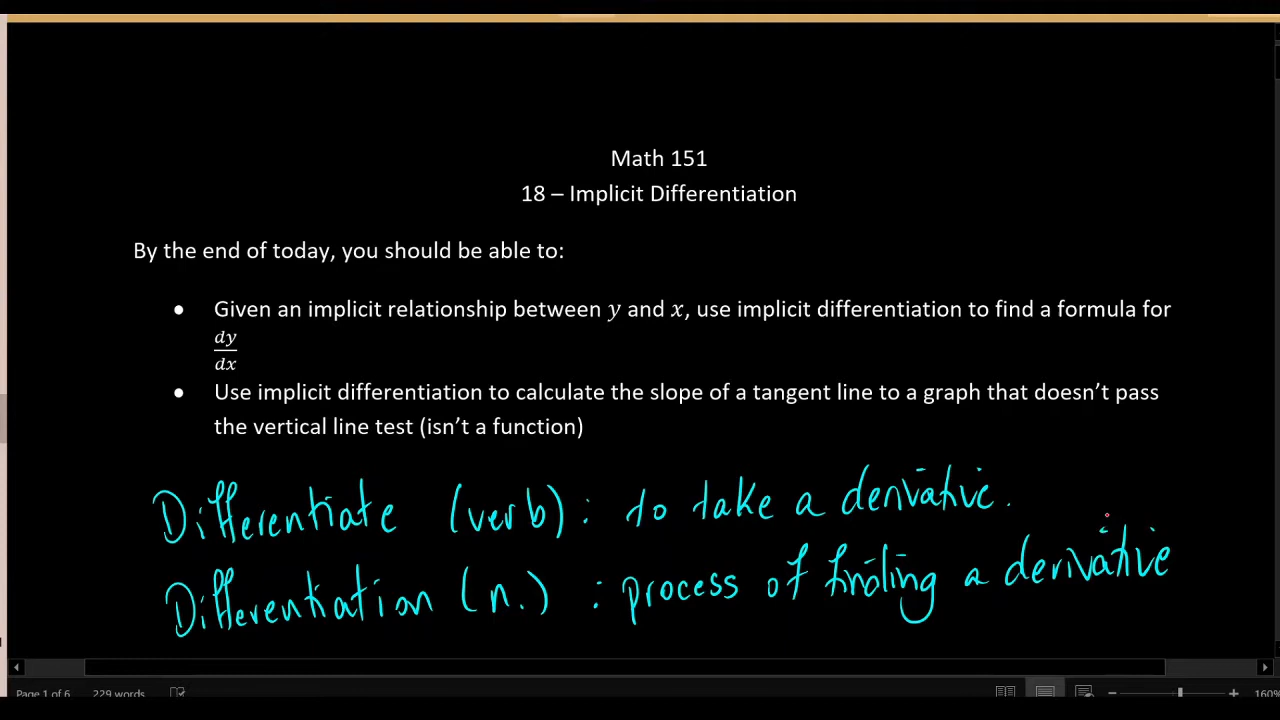 Math 151
18 – Implicit Differentiation
By the end of today, you should be able to:
• Given an implicit relationship between y and x, use implicit differentiation to find a formula for
dy
dx
• Use implicit differentiation to calculate the slope of a tangent line to a graph that doesn't pass
the vertical line test (isn't a function)
Differentiate (verb): to take a derivative.
Differentiation (n.) : process of finding a derivative
Page 1 of 6 229 words 160%